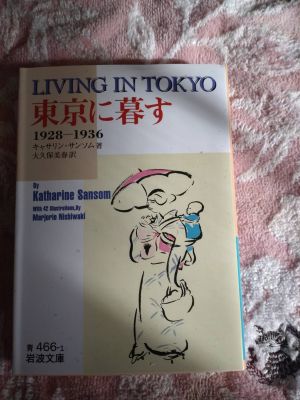 LIVING IN TOKYO
東京に暮す
1928―1936
キャサリン・サンソム著
大久保美春訳
By
Katharine Sansom
With 42 Illustrations By
Marjorie Nishiwaki
青 466-1
岩波文庫